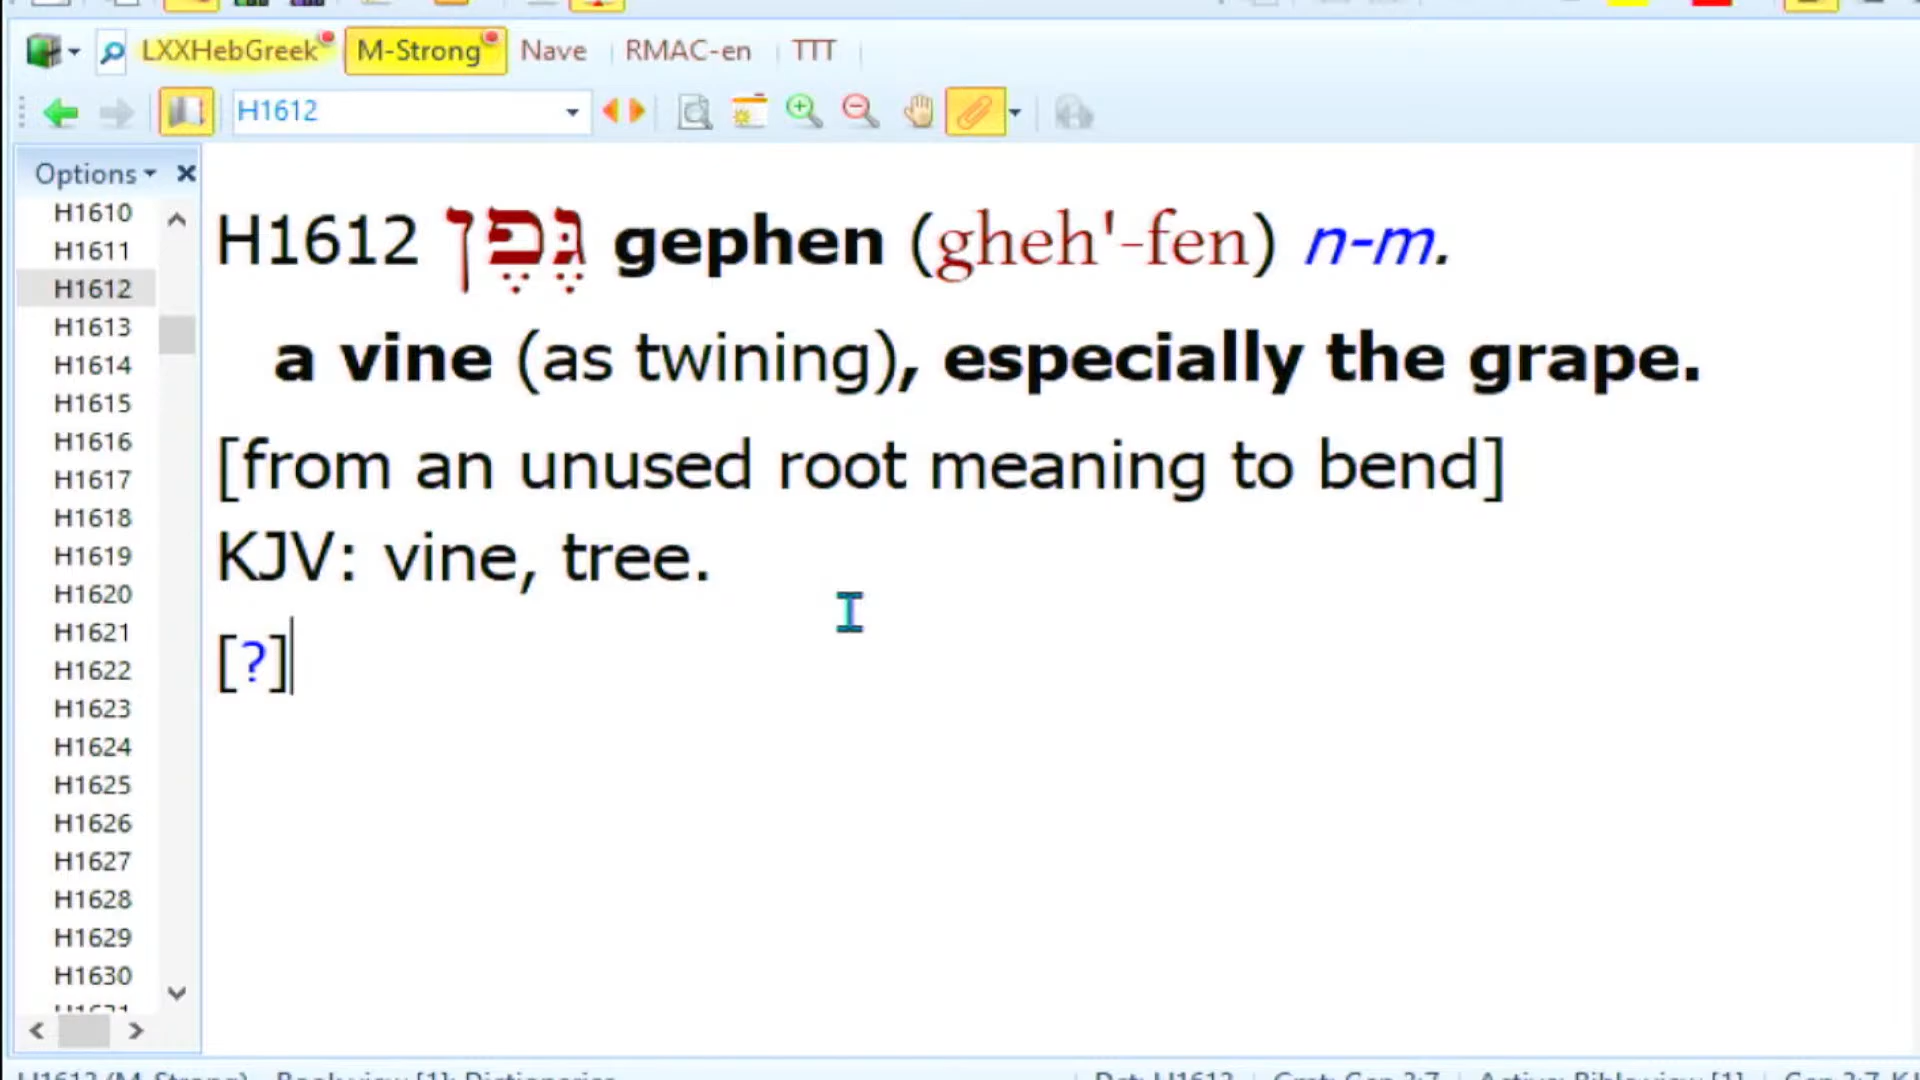 LXXHebGreek M-Strong Nave RMAC-en TTT
H1612
Options
H1610
H1611
H1612
H1613
H1614
H1615
H1616
H1617
H1618
H1619
H1620
H1621
H1622
H1623
H1624
H1625
H1626
H1627
H1628
H1629
H1630
H1612 גֶּפֶן gephen (gheh'-fen) n-m.
a vine (as twining), especially the grape.
[from an unused root meaning to bend]
KJV: vine, tree.
[?]